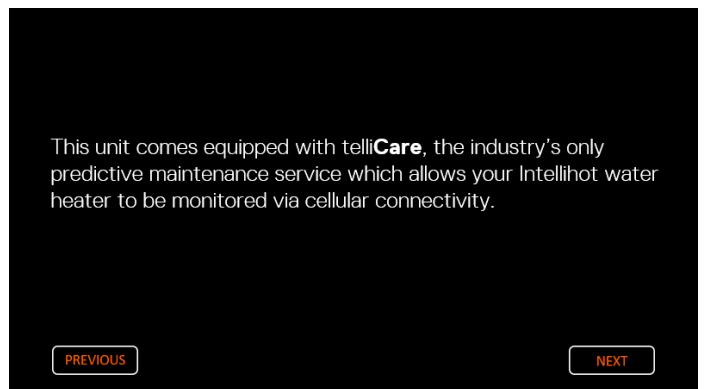 This unit comes equipped with telliCare, the industry’s only
predictive maintenance service which allows your Intellihot water
heater to be monitored via cellular connectivity.
PREVIOUS
NEXT